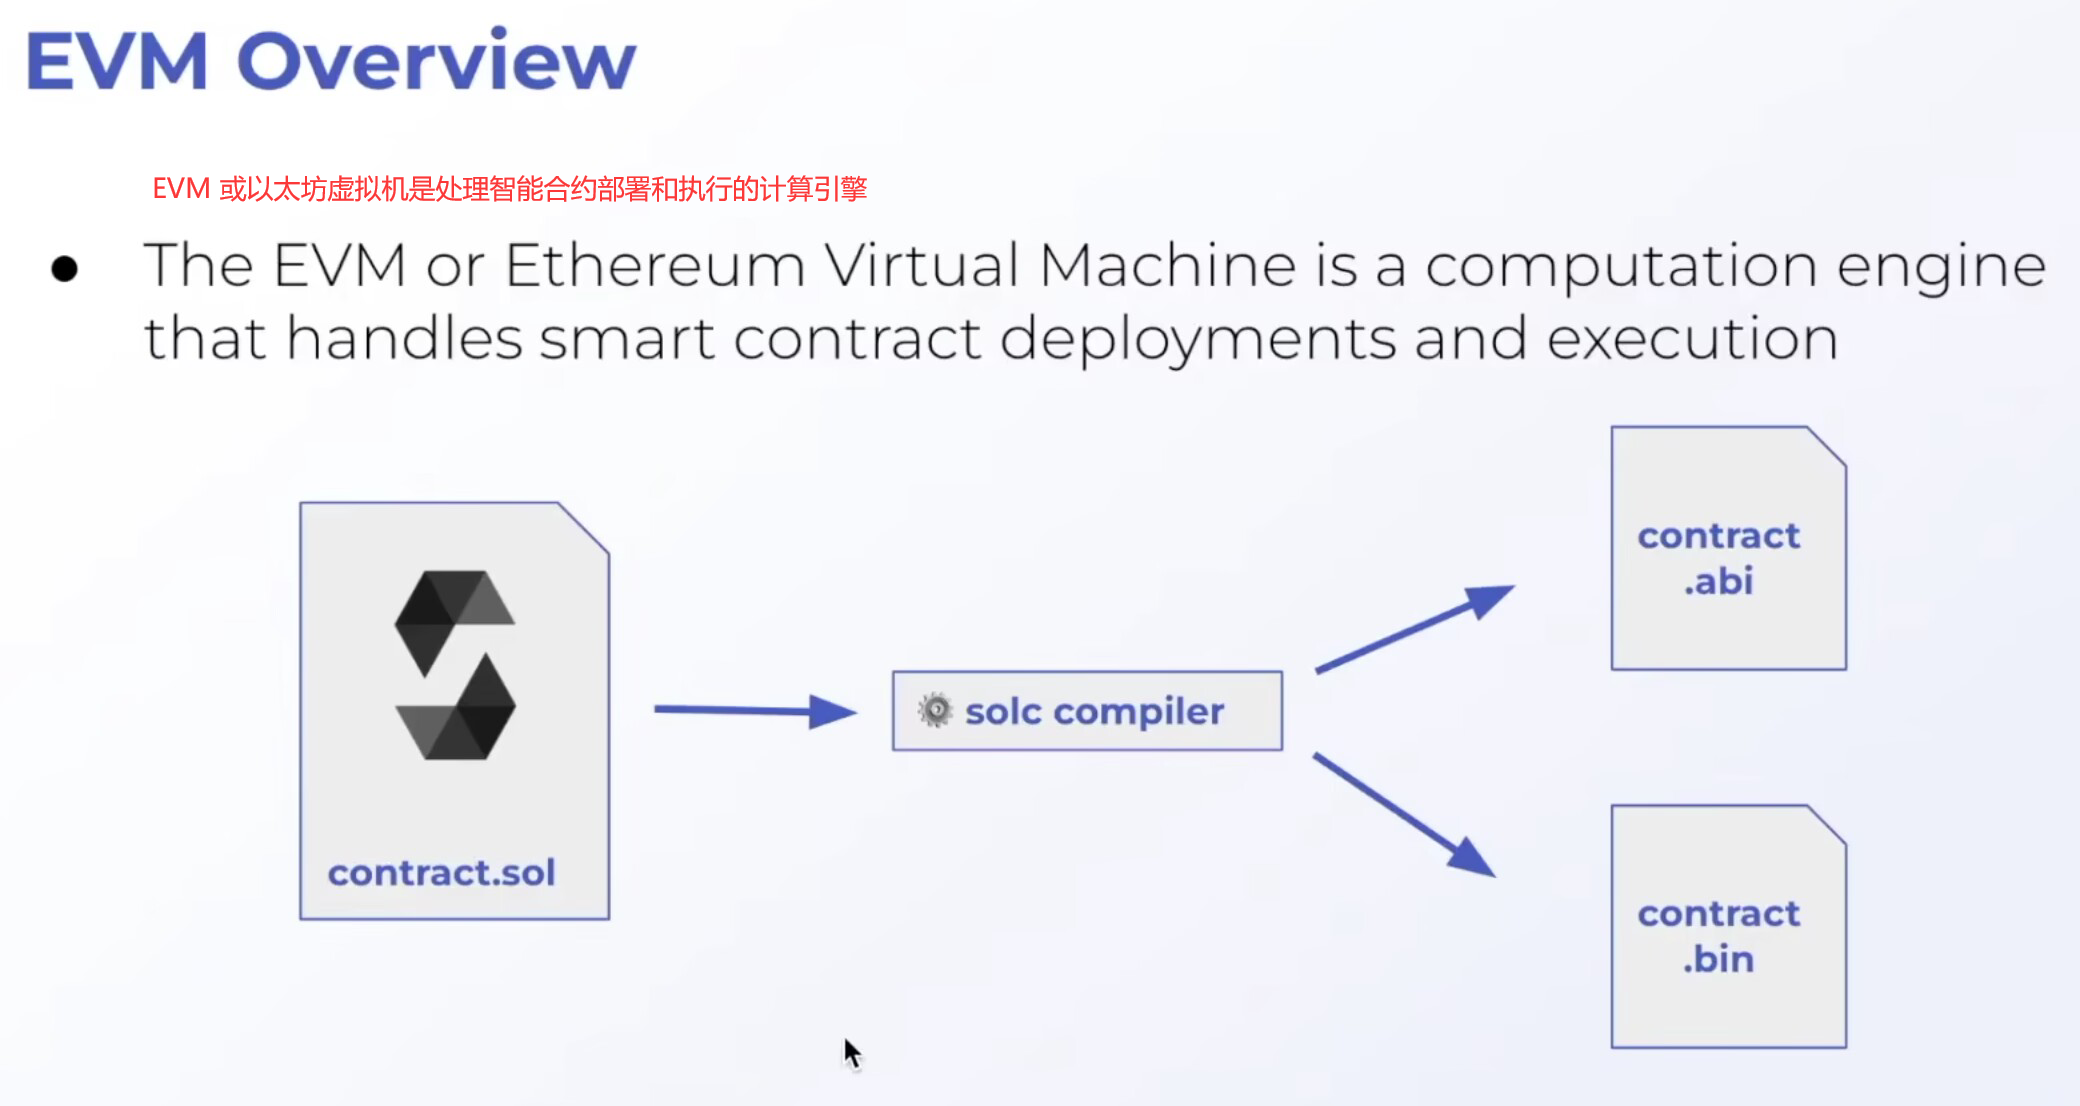 EVM Overview
EVM 或以太坊虚拟机是处理智能合约部署和执行的计算引擎
The EVM or Ethereum Virtual Machine is a computation engine
that handles smart contract deployments and execution
contract.sol
solc compiler
contract
.abi
contract
.bin